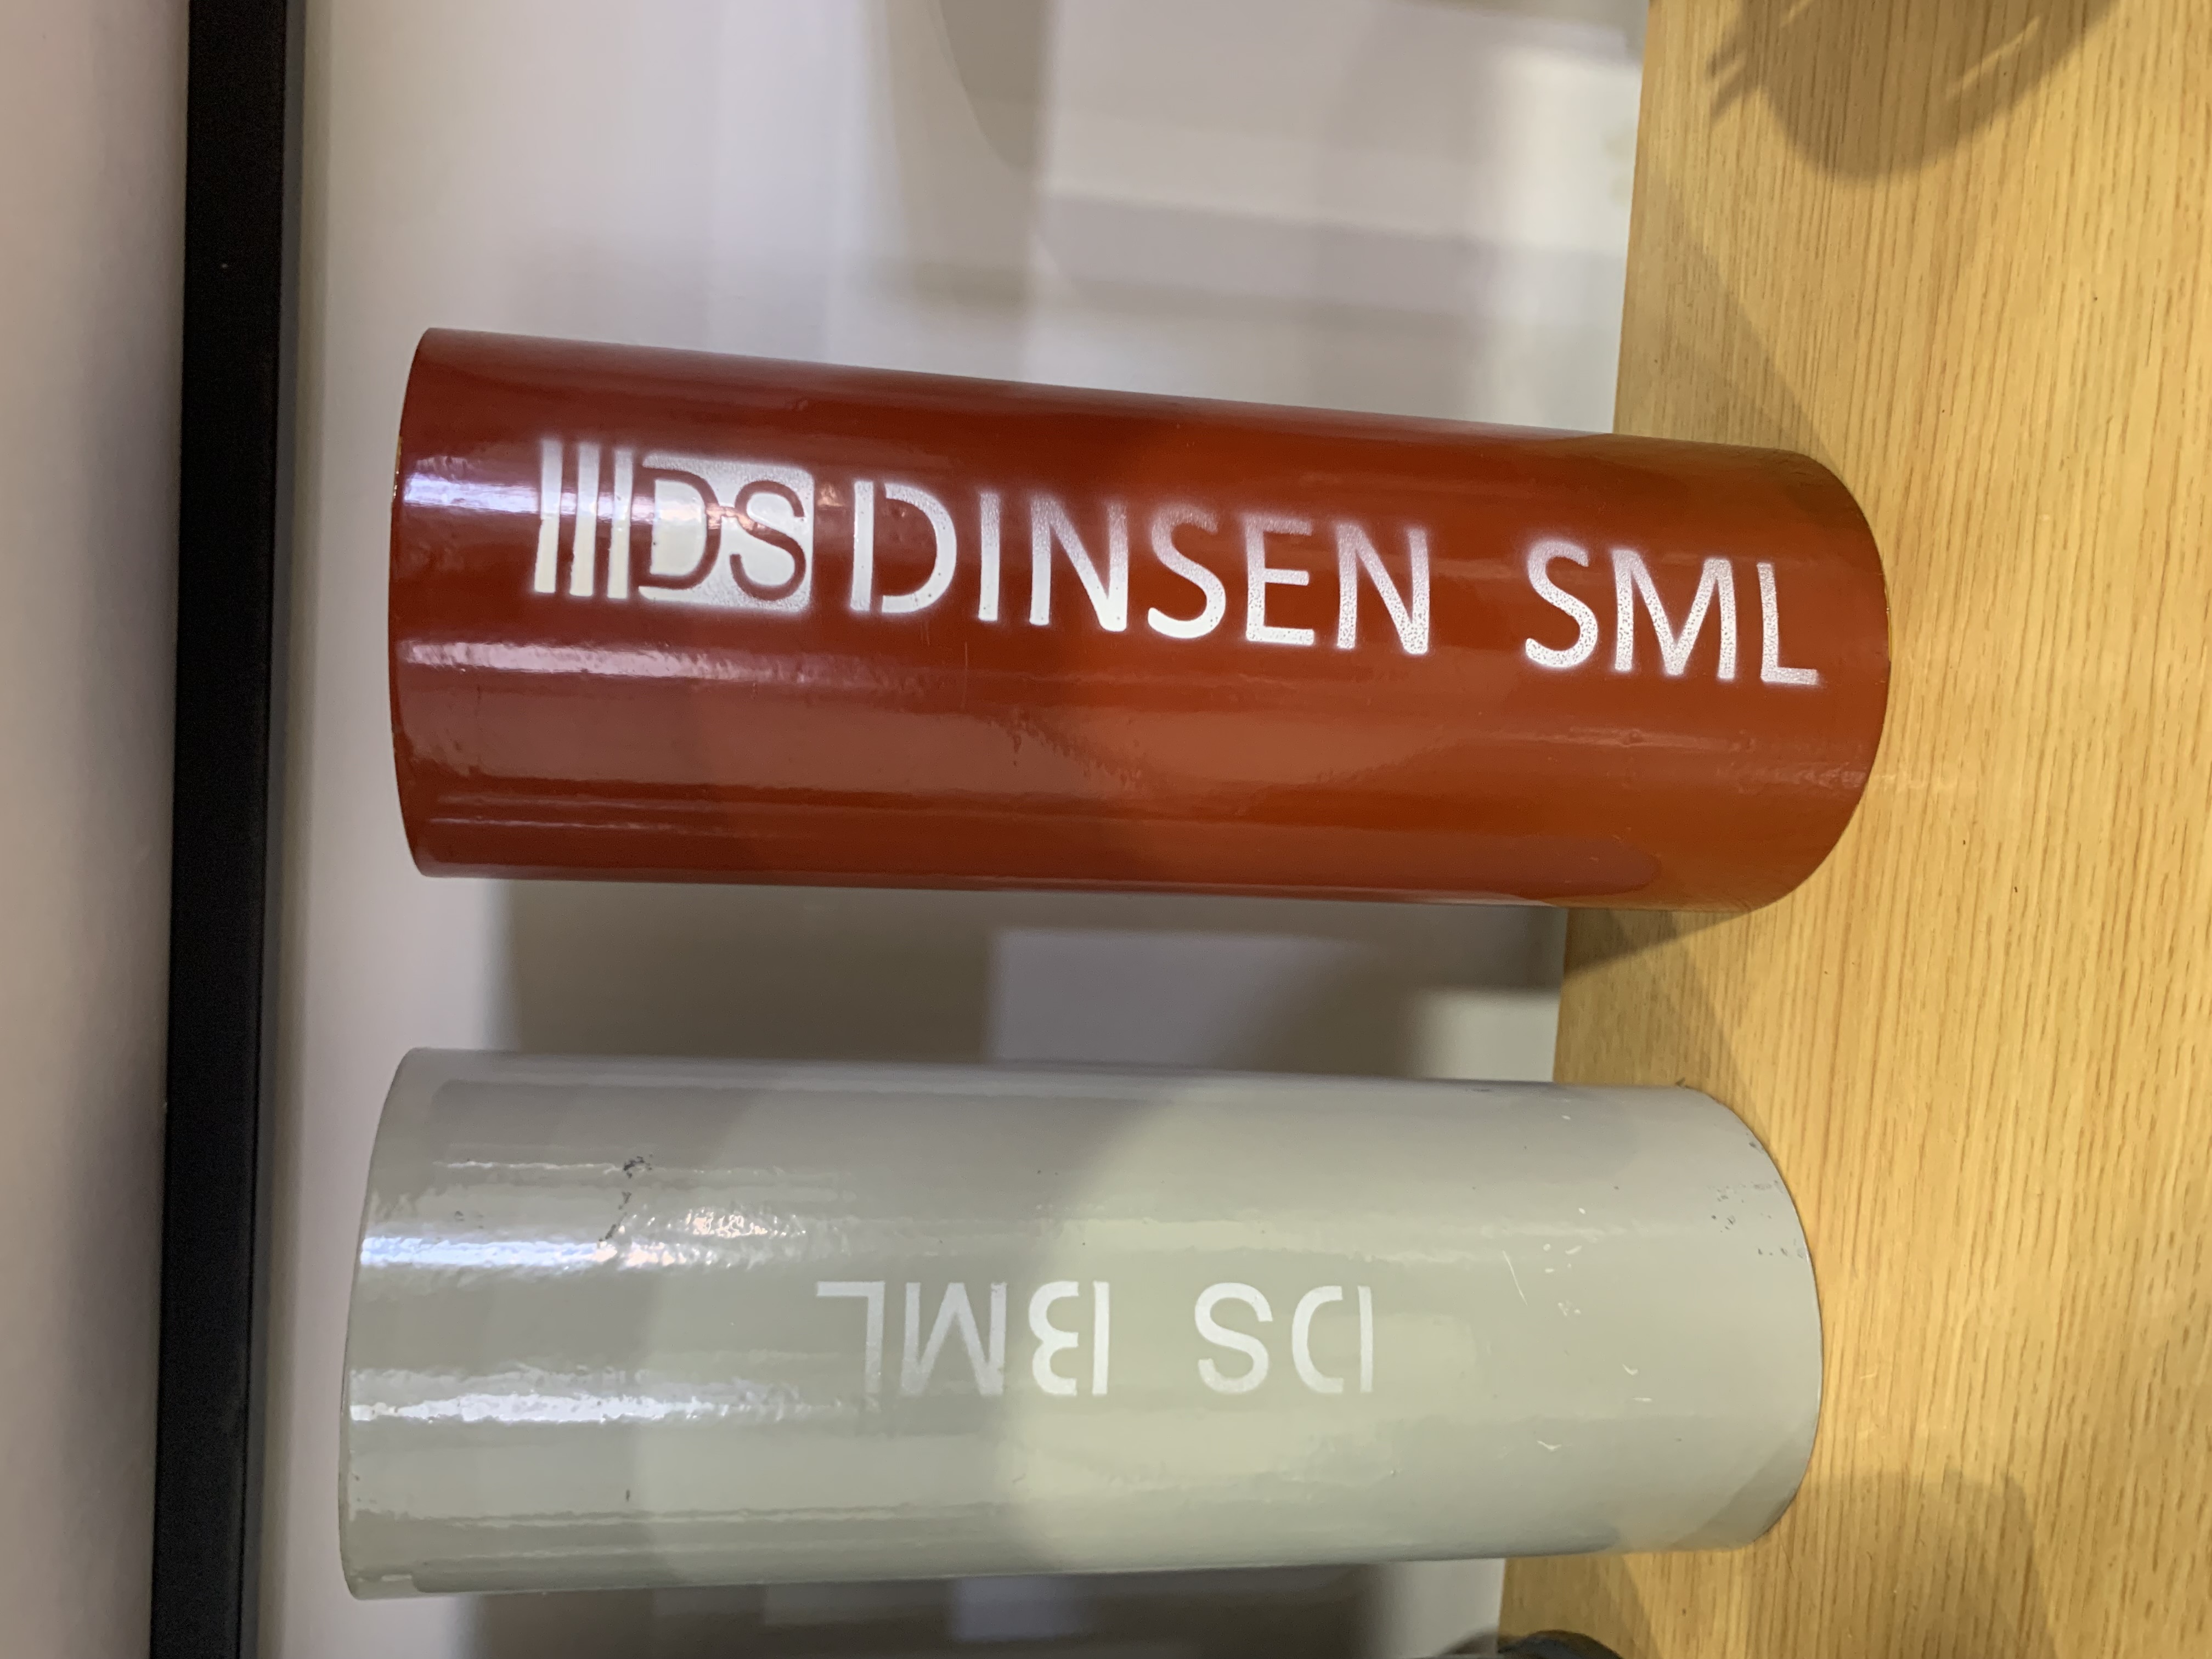 DS DINSEN SML
DS BML